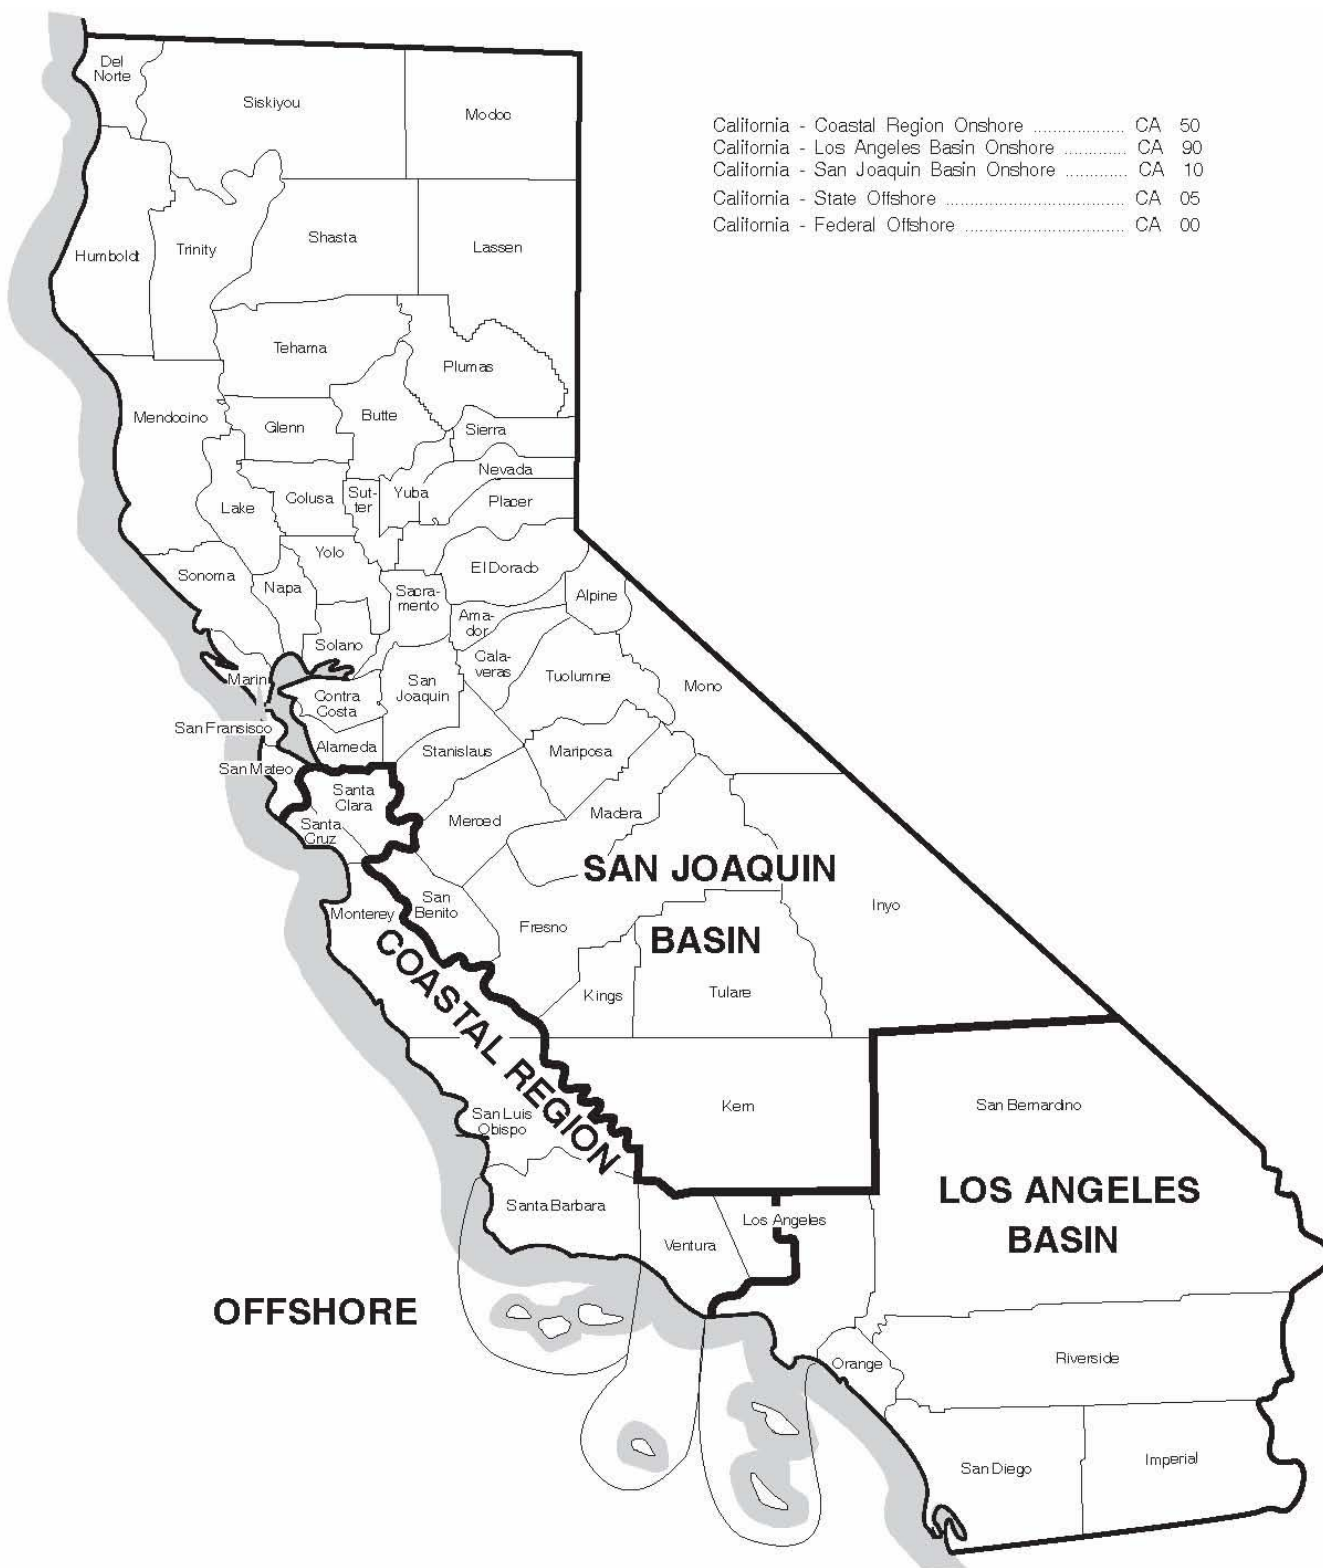 Del
Norte
Siskiyou
Modoc
California - Coastal Region Onshore ................... CA 50
California - Los Angeles Basin Onshore ............. CA 90
California - San Joaquin Basin Onshore ............. CA 10
California - State Offshore ..................................... CA 05
California - Federal Offshore ................................. CA 00
Humboldt
Trinity
Shasta
Lassen
Tehama
Plumas
Mendocino
Glenn
Butte
Sierra
Nevada
Lake
Colusa
Sut-
ter
Yuba
Placer
Sonoma
Napa
Yolo
El Dorado
Sacra-
mento
Alpine
Ama-
dor
Solano
Cala-
veras
Marin
Contra
Costa
San
Joaquin
Tuolumne
Mono
San Fransisco
Alameda
Stanislaus
Mariposa
San Mateo
Santa
Clara
Santa
Cruz
Merced
Madera
SAN JOAQUIN
BASIN
Monterey
San
Benito
Fresno
Inyo
Kings
Tulare
COASTAL REGION
San Luis
Obispo
Kern
San Bernardino
LOS ANGELES
BASIN
Santa Barbara
Ventura
Los Angeles
OFFSHORE
Orange
Riverside
San Diego
Imperial